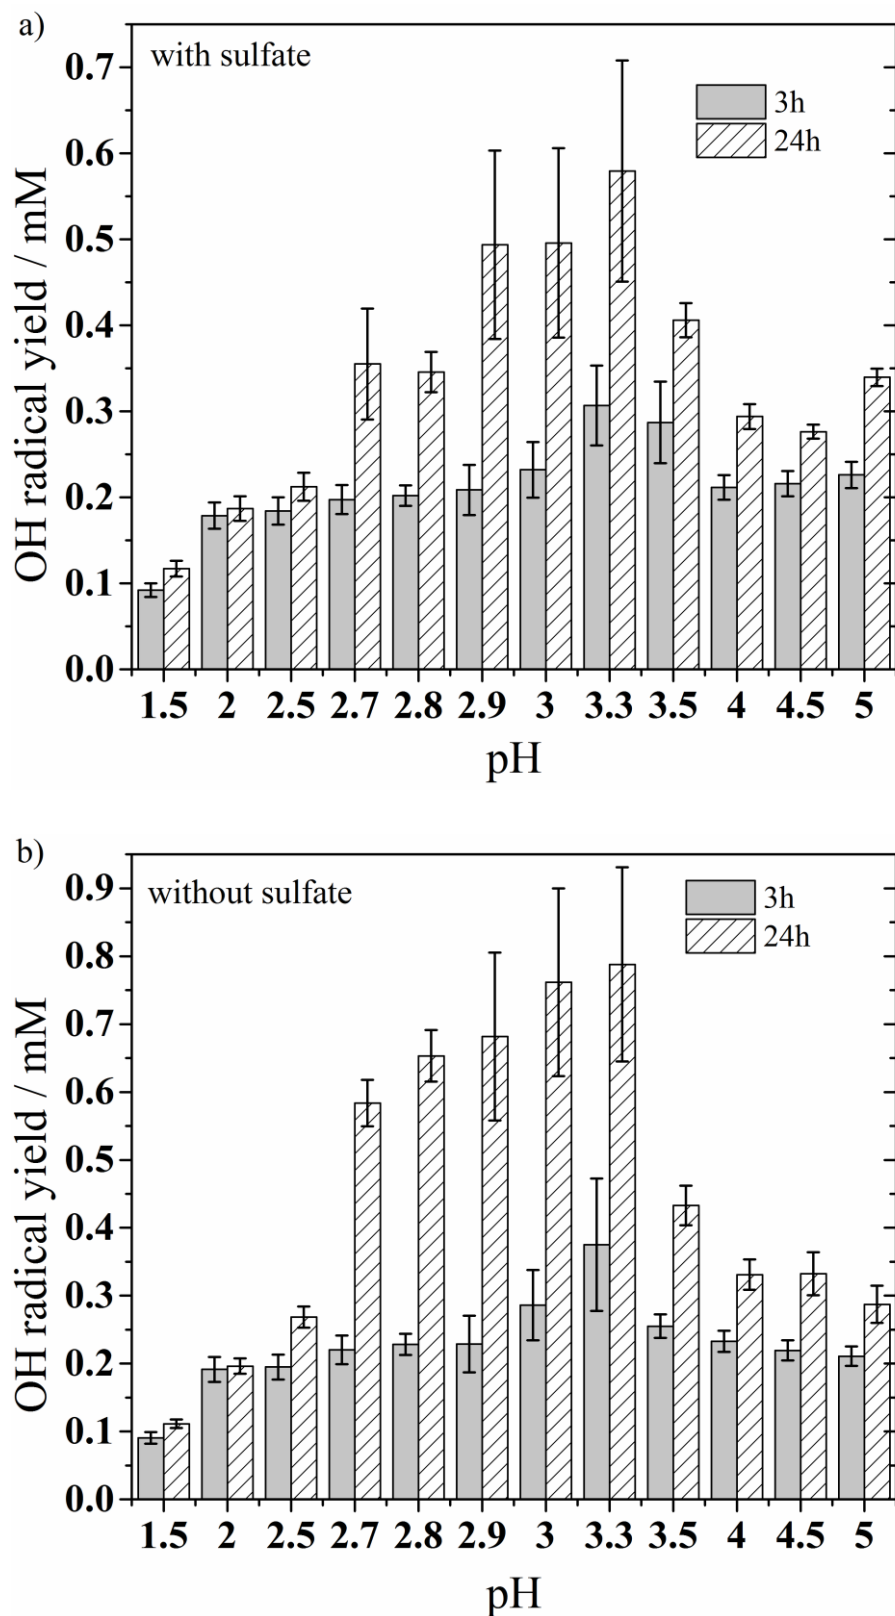 a)
with sulfate
3h
24h
OH radical yield / mM
0.7
0.6
0.5
0.4
0.3
0.2
0.1
0.0
1.5 2 2.5 2.7 2.8 2.9 3 3.3 3.5 4 4.5 5
pH
b)
without sulfate
3h
24h
OH radical yield / mM
0.9
0.8
0.7
0.6
0.5
0.4
0.3
0.2
0.1
0.0
1.5 2 2.5 2.7 2.8 2.9 3 3.3 3.5 4 4.5 5
pH